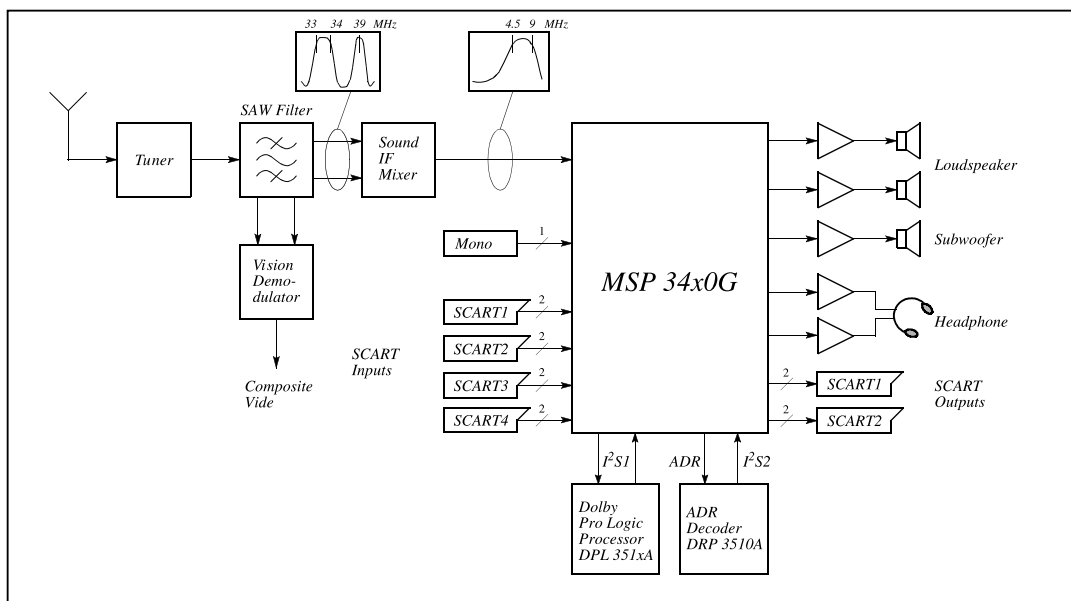 33 34 39 MHz
4.5 9 MHz
SAW Filter
Tuner
Sound
IF
Mixer
Vision
Demo-
dulator
Composite
Vide
Mono
1
SCART
Inputs
SCART1
2
SCART2
2
SCART3
2
SCART4
2
MSP 34x0G
Loudspeaker
Subwoofer
Headphone
2
SCART1
2
SCART2
SCART
Outputs
I²S1
ADR
I²S2
Dolby
Pro Logic
Processor
DPL 351xA
ADR
Decoder
DRP 3510A